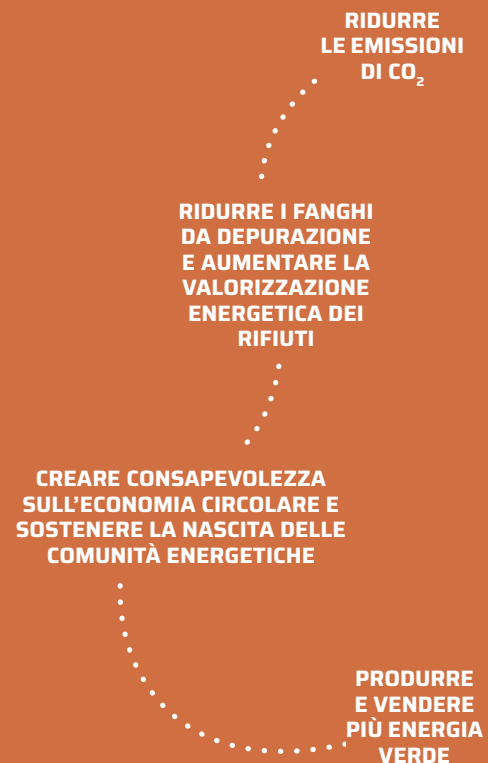 RIDURRE
LE EMISSIONI
DI CO₂
RIDURRE I FANGHI
DA DEPURAZIONE
E AUMENTARE LA
VALORIZZAZIONE
ENERGETICA DEI
RIFIUTI
CREARE CONSAPEVOLEZZA
SULL'ECONOMIA CIRCOLARE E
SOSTENERE LA NASCITA DELLE
COMUNITÀ ENERGETICHE
PRODURRE
E VENDERE
PIÙ ENERGIA
VERDE